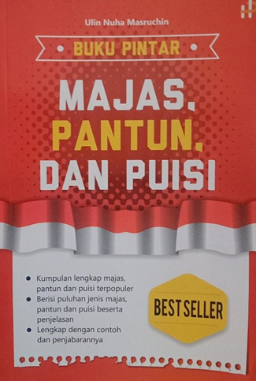 Ulin Nuha Masruchin
• BUKU PINTAR •
MAJAS,
PANTUN,
DAN PUISI
• Kumpulan lengkap majas,
pantun dan puisi terpopuler
• Berisi puluhan jenis majas,
pantun dan puisi beserta
penjelasan
• Lengkap dengan contoh
dan penjabarannya
BEST SELLER